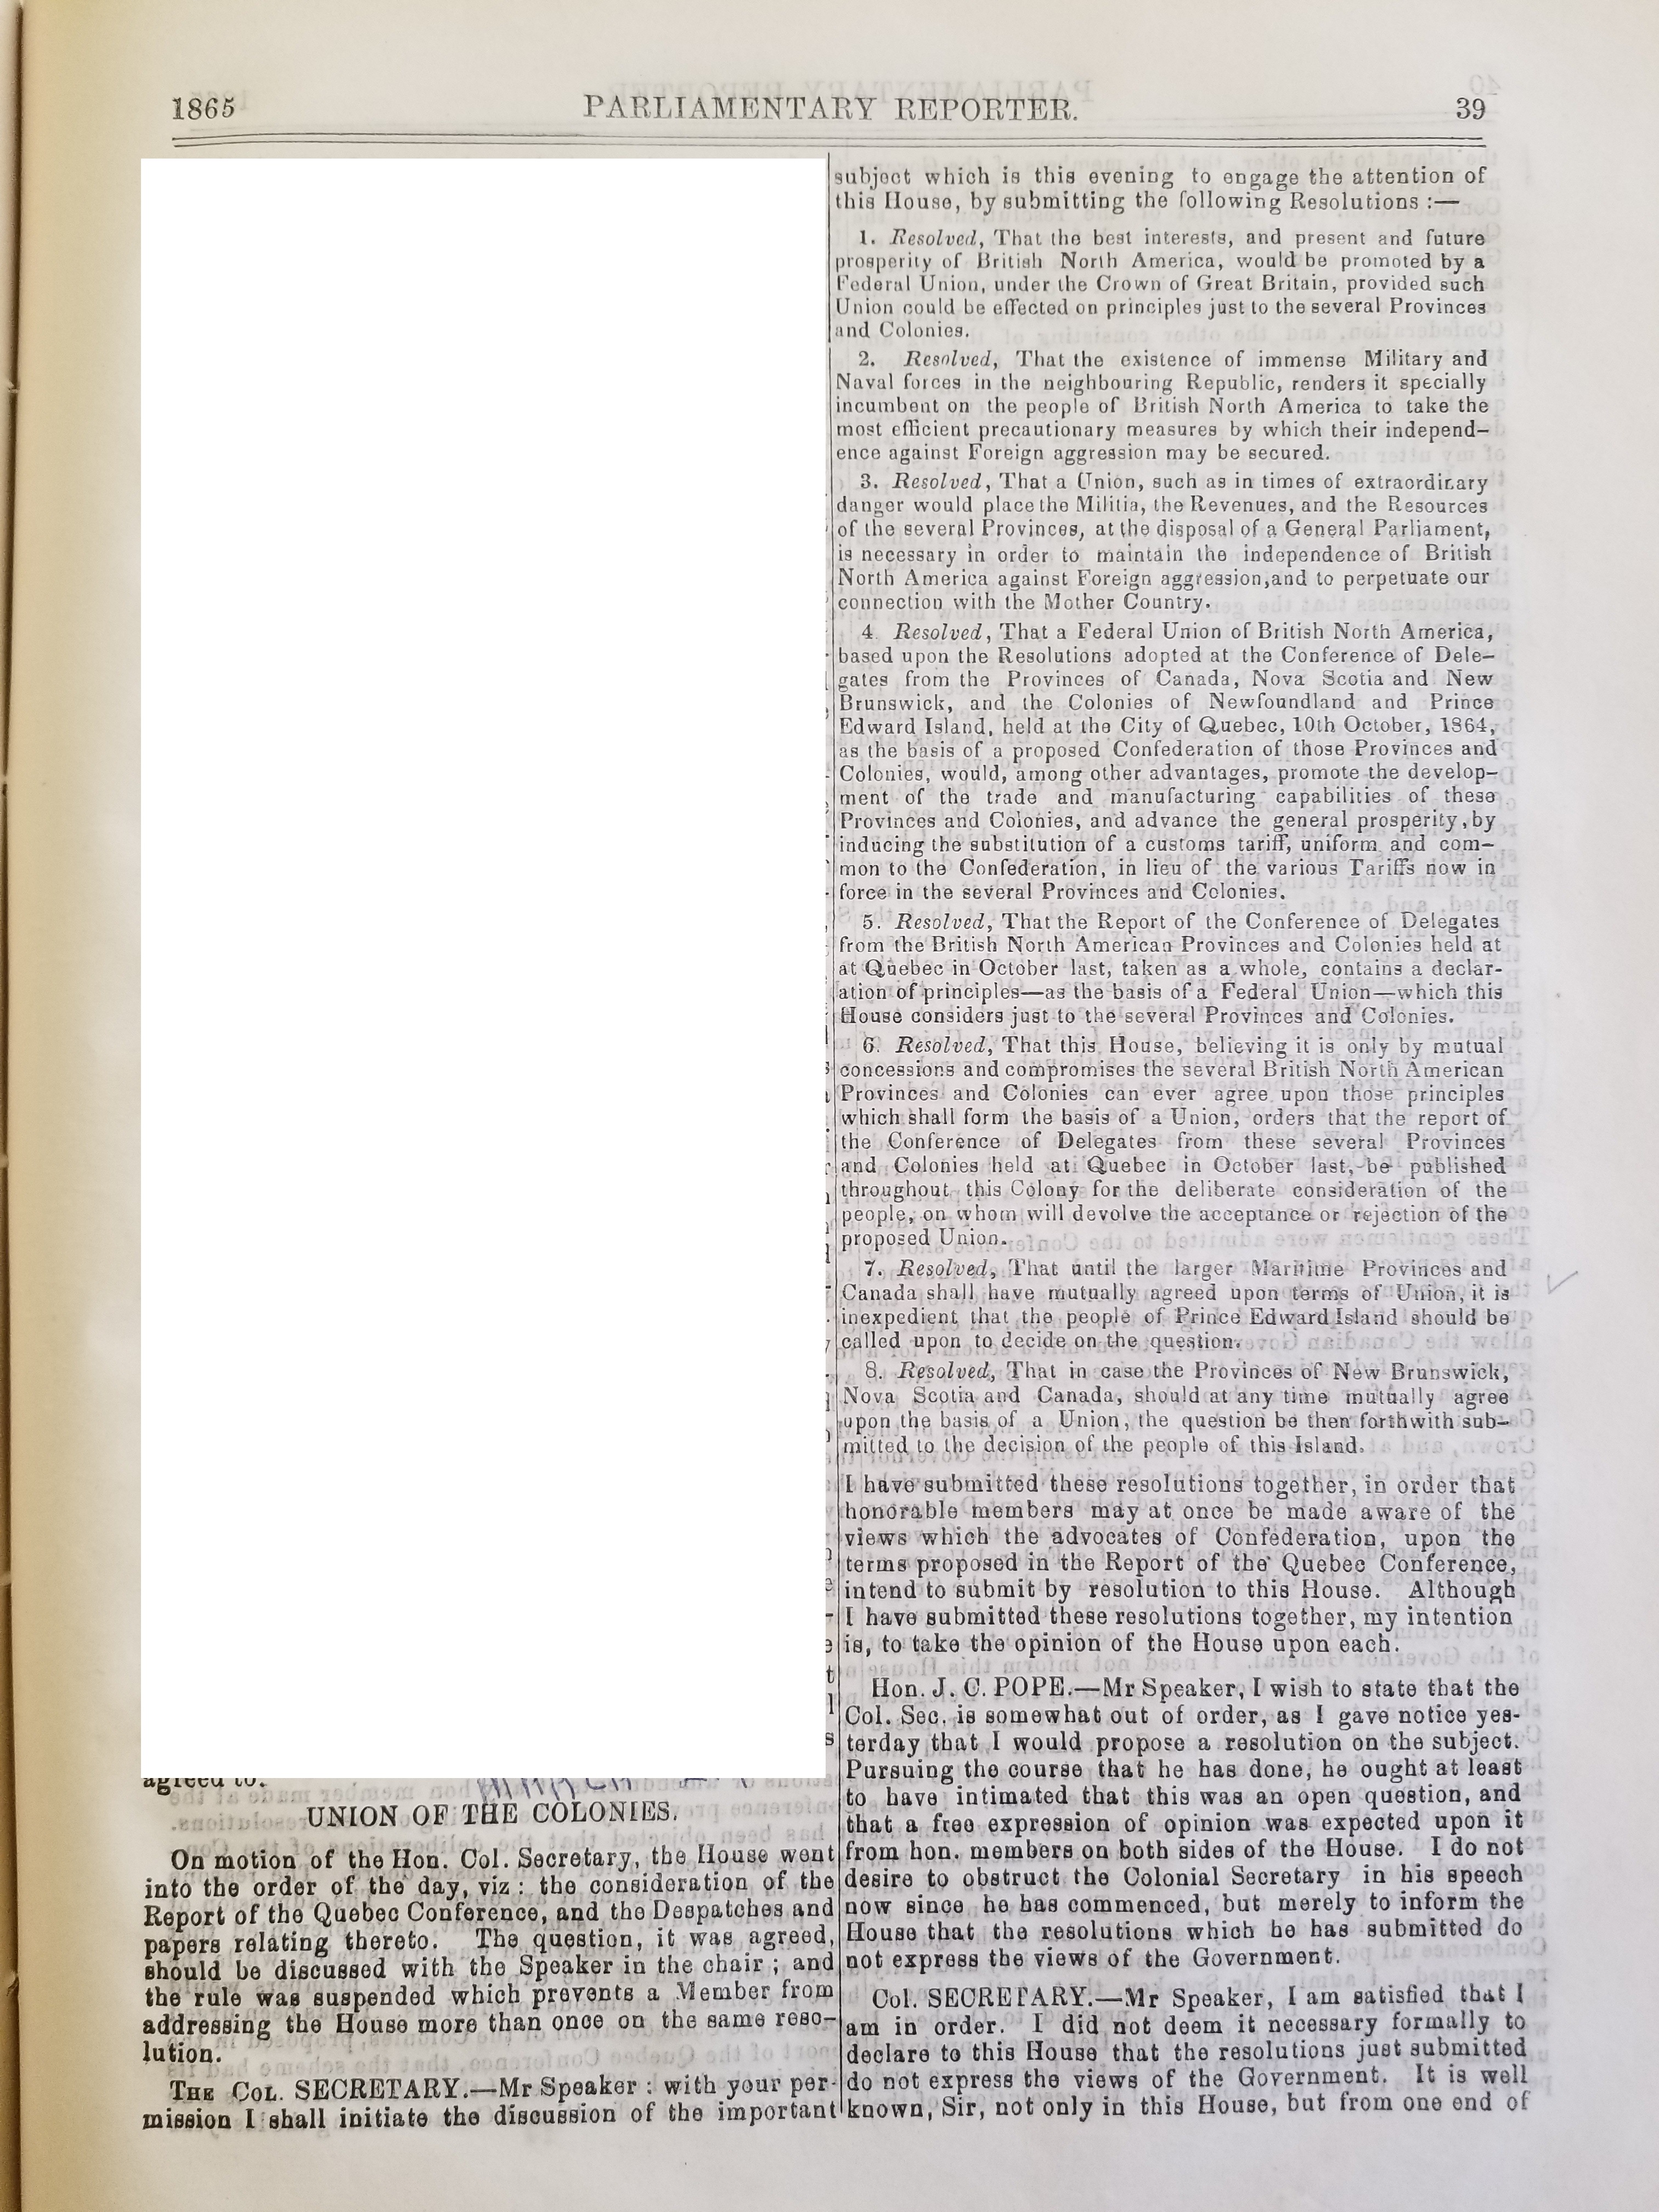 1865 PARLIAMENTARY REPORTER. 39
agreed to.
UNION OF THE COLONIES.
On motion of the Hon. Col. Secretary, the House went
into the order of the day, viz: the consideration of the
Report of the Quebec Conference, and the Despatches and
papers relating thereto. The question, it was agreed,
should be discussed with the Speaker in the chair; and
the rule was suspended which prevents a Member from
addressing the House more than once on the same reso-
lution.
THE COL. SECRETARY.—Mr Speaker: with your per-
mission I shall initiate the discussion of the important
subject which is this evening to engage the attention of
this House, by submitting the following Resolutions:—
1. Resolved, That the best interests, and present and future
prosperity of British North America, would be promoted by a
Federal Union, under the Crown of Great Britain, provided such
Union could be effected on principles just to the several Provinces
and Colonies.
2. Resolved, That the existence of immense Military and
Naval forces in the neighbouring Republic, renders it specially
incumbent on the people of British North America to take the
most efficient precautionary measures by which their independ-
ence against Foreign aggression may be secured.
3. Resolved, That a Union, such as in times of extraordinary
danger would place the Militia, the Revenues, and the Resources
of the several Provinces, at the disposal of a General Parliament,
is necessary in order to maintain the independence of British
North America against Foreign aggression, and to perpetuate our
connection with the Mother Country.
4 Resolved, That a Federal Union of British North America,
based upon the Resolutions adopted at the Conference of Dele-
gates from the Provinces of Canada, Nova Scotia and New
Brunswick, and the Colonies of Newfoundland and Prince
Edward Island, held at the City of Quebec, 10th October, 1864,
as the basis of a proposed Confederation of those Provinces and
Colonies, would, among other advantages, promote the develop-
ment of the trade and manufacturing capabilities of these
Provinces and Colonies, and advance the general prosperity, by
inducing the substitution of a customs tariff, uniform and com-
mon to the Confederation, in lieu of the various Tariffs now in
force in the several Provinces and Colonies.
5. Resolved, That the Report of the Conference of Delegates
from the British North American Provinces and Colonies held at
at Quebec in October last, taken as a whole, contains a declar-
ation of principles—as the basis of a Federal Union—which this
House considers just to the several Provinces and Colonies.
6. Resolved, That this House, believing it is only by mutual
concessions and compromises the several British North American
Provinces and Colonies can ever agree upon those principles
which shall form the basis of a Union, orders that the report of
the Conference of Delegates from these several Provinces
and Colonies held at Quebec in October last, be published
throughout this Colony for the deliberate consideration of the
people, on whom will devolve the acceptance or rejection of the
proposed Union.
7. Resolved, That until the larger Maritime Provinces and
Canada shall have mutually agreed upon terms of Union, it is
inexpedient that the people of Prince Edward Island should be
called upon to decide on the question.
8. Resolved, That in case the Provinces of New Brunswick,
Nova Scotia and Canada, should at any time mutually agree
upon the basis of a Union, the question be then forthwith sub-
mitted to the decision of the people of this Island.
I have submitted these resolutions together, in order that
honorable members may at once be made aware of the
views which the advocates of Confederation, upon the
terms proposed in the Report of the Quebec Conference,
intend to submit by resolution to this House. Although
I have submitted these resolutions together, my intention
is, to take the opinion of the House upon each.
Hon. J. C. POPE.—Mr Speaker, I wish to state that the
Col. Sec. is somewhat out of order, as I gave notice yes-
terday that I would propose a resolution on the subject.
Pursuing the course that he has done, he ought at least
to have intimated that this was an open question, and
that a free expression of opinion was expected upon it
from hon. members on both sides of the House. I do not
desire to obstruct the Colonial Secretary in his speech
now since he has commenced, but merely to inform the
House that the resolutions which he has submitted do
not express the views of the Government.
Col. SECRETARY.—Mr Speaker, I am satisfied that I
am in order. I did not deem it necessary formally to
declare to this House that the resolutions just submitted
do not express the views of the Government. It is well
known, Sir, not only in this House, but from one end of